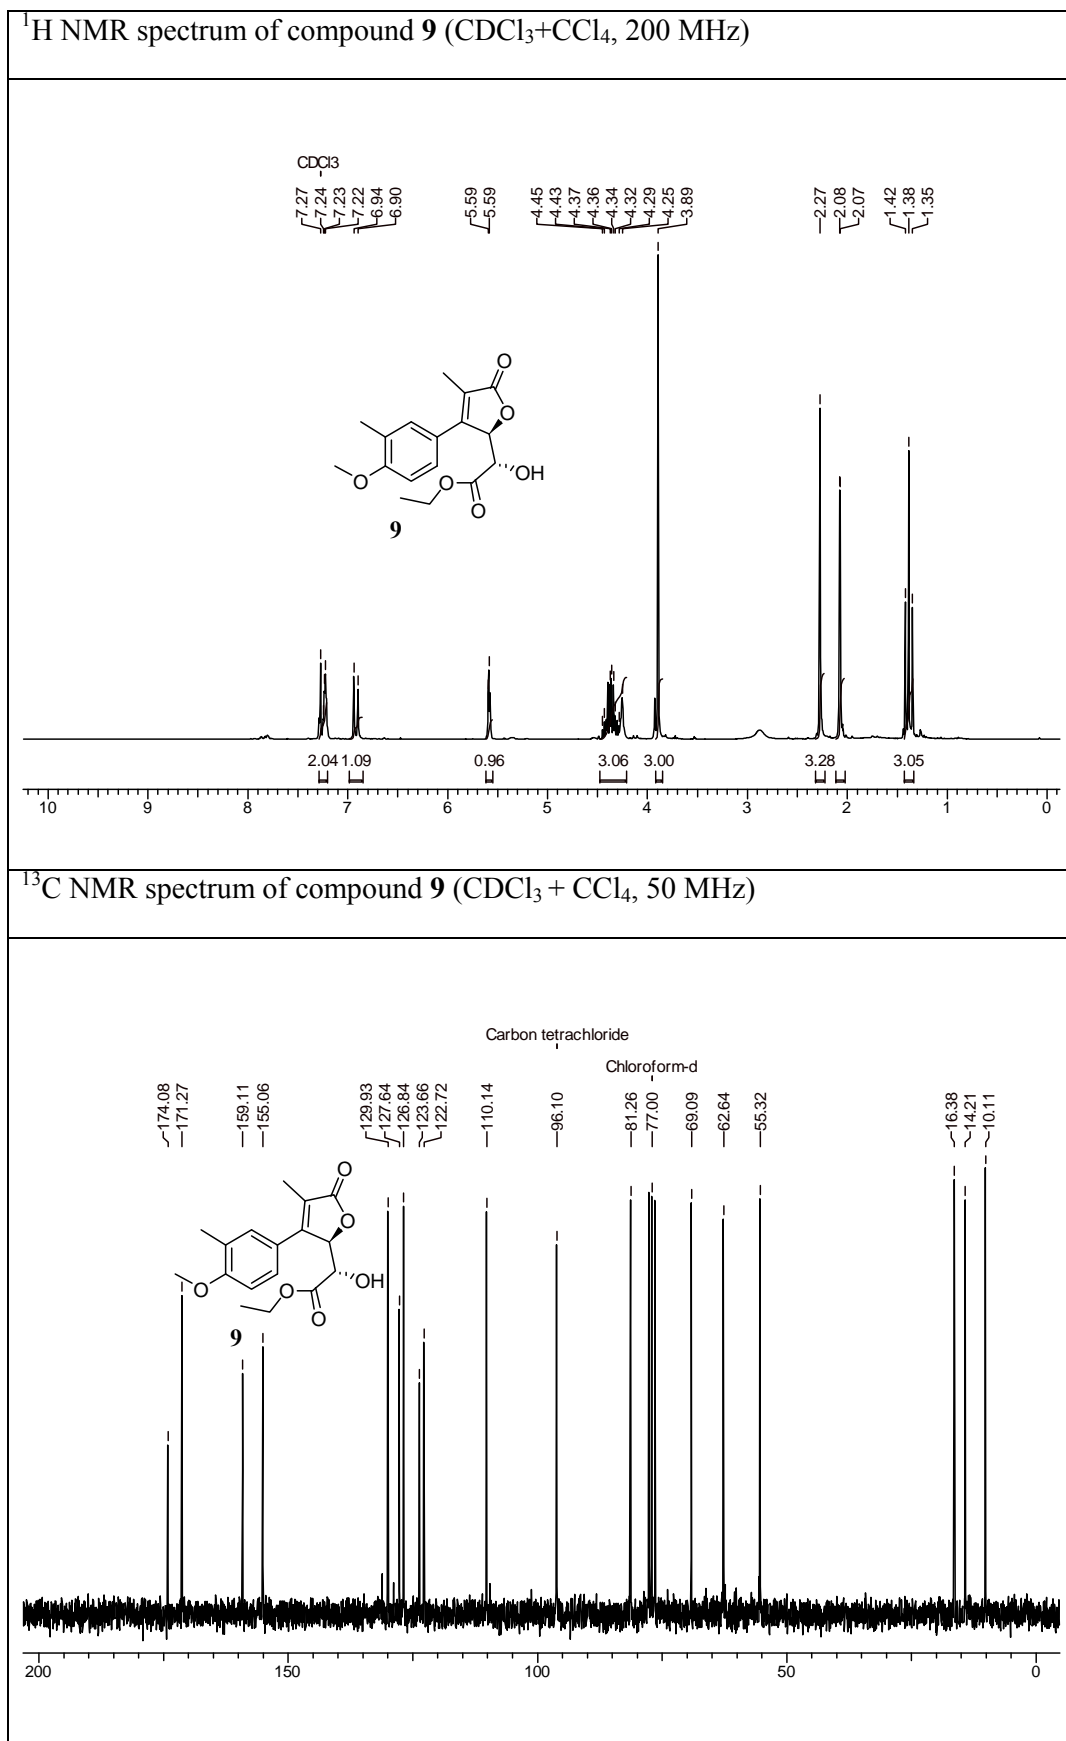 ¹H NMR spectrum of compound 9 (CDCl₃+CCl₄, 200 MHz)
CDCl3
7.27
7.24
7.23
7.22
6.94
6.90
5.59
5.59
4.45
4.43
4.37
4.36
4.34
4.32
4.29
4.25
3.89
2.27
2.08
2.07
1.42
1.38
1.35
O
O
O
OH
O
O
9
2.04 1.09 0.96 3.06 3.00 3.28 3.05
10 9 8 7 6 5 4 3 2 1 0
¹³C NMR spectrum of compound 9 (CDCl₃ + CCl₄, 50 MHz)
Carbon tetrachloride
Chloroform-d
174.08
171.27
159.11
155.06
129.93
127.64
126.84
123.66
122.72
110.14
96.10
81.26
77.00
69.09
62.64
55.32
16.38
14.21
10.11
O
O
O
OH
O
O
9
200 150 100 50 0